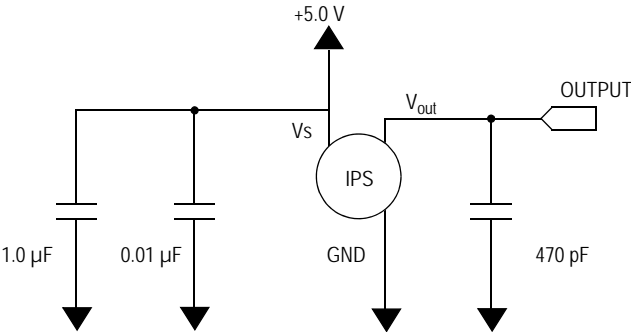 +5.0 V
OUTPUT
Vout
Vs
IPS
1.0 µF
0.01 µF
GND
470 pF